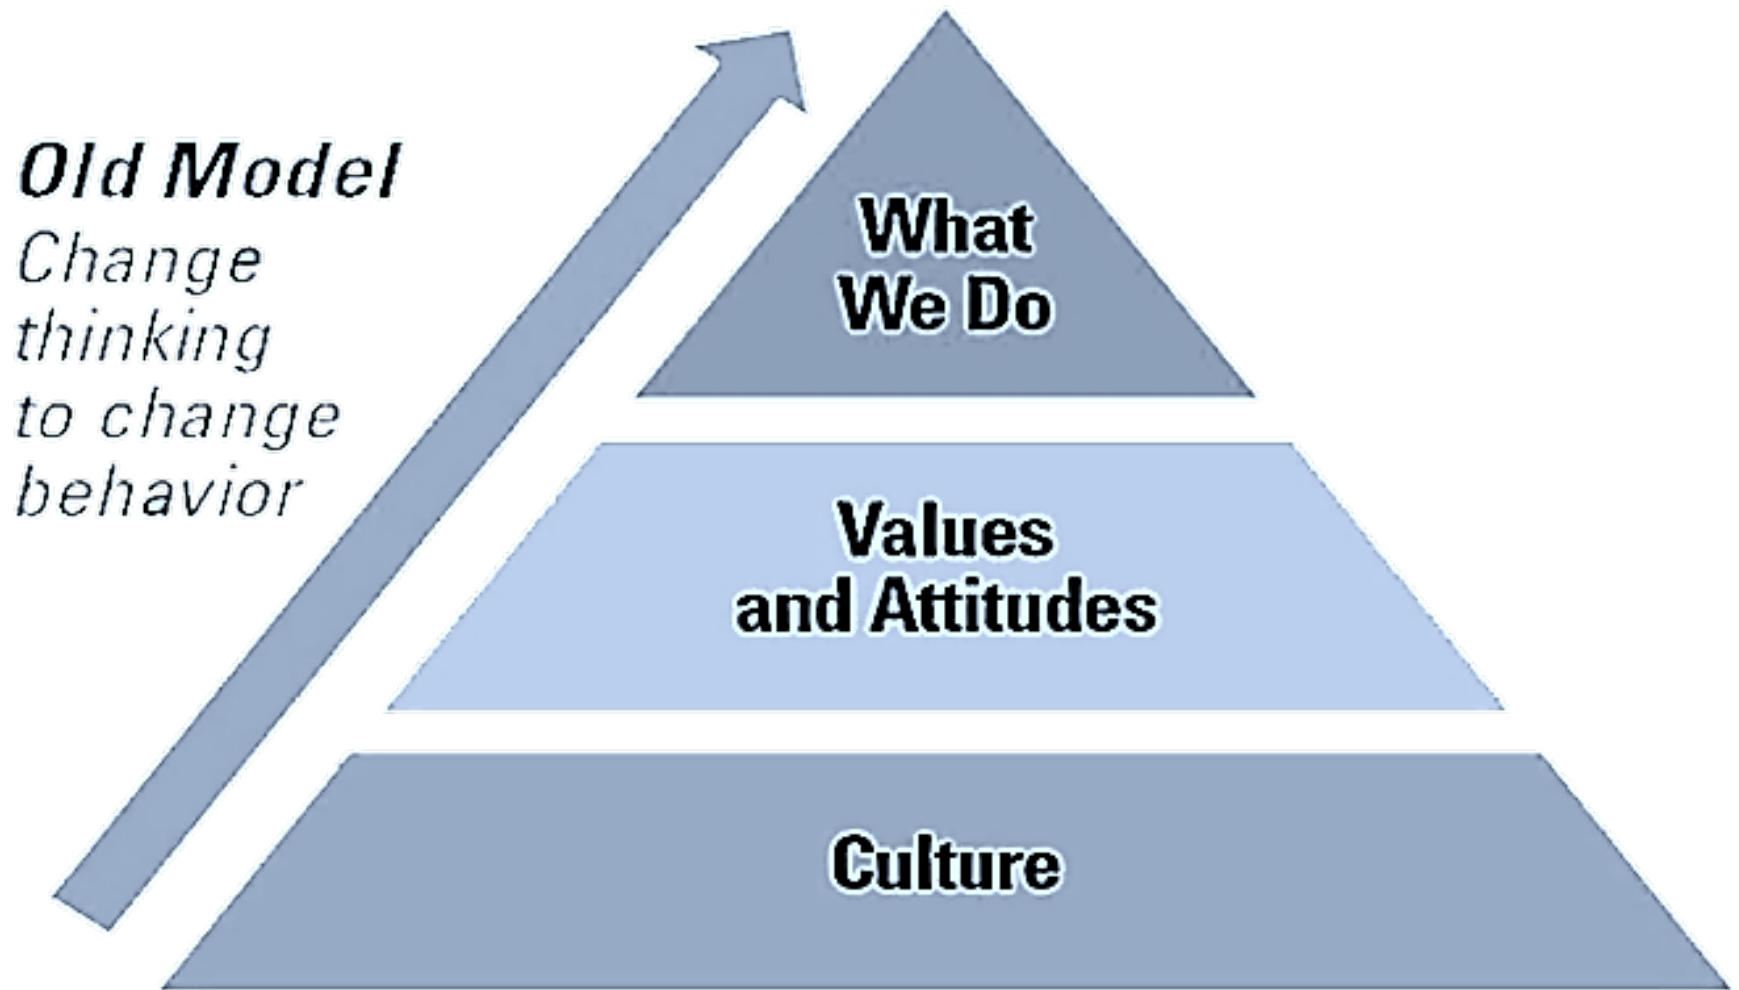 Old Model
Change
thinking
to change
behavior
What
We Do
Values
and Attitudes
Culture